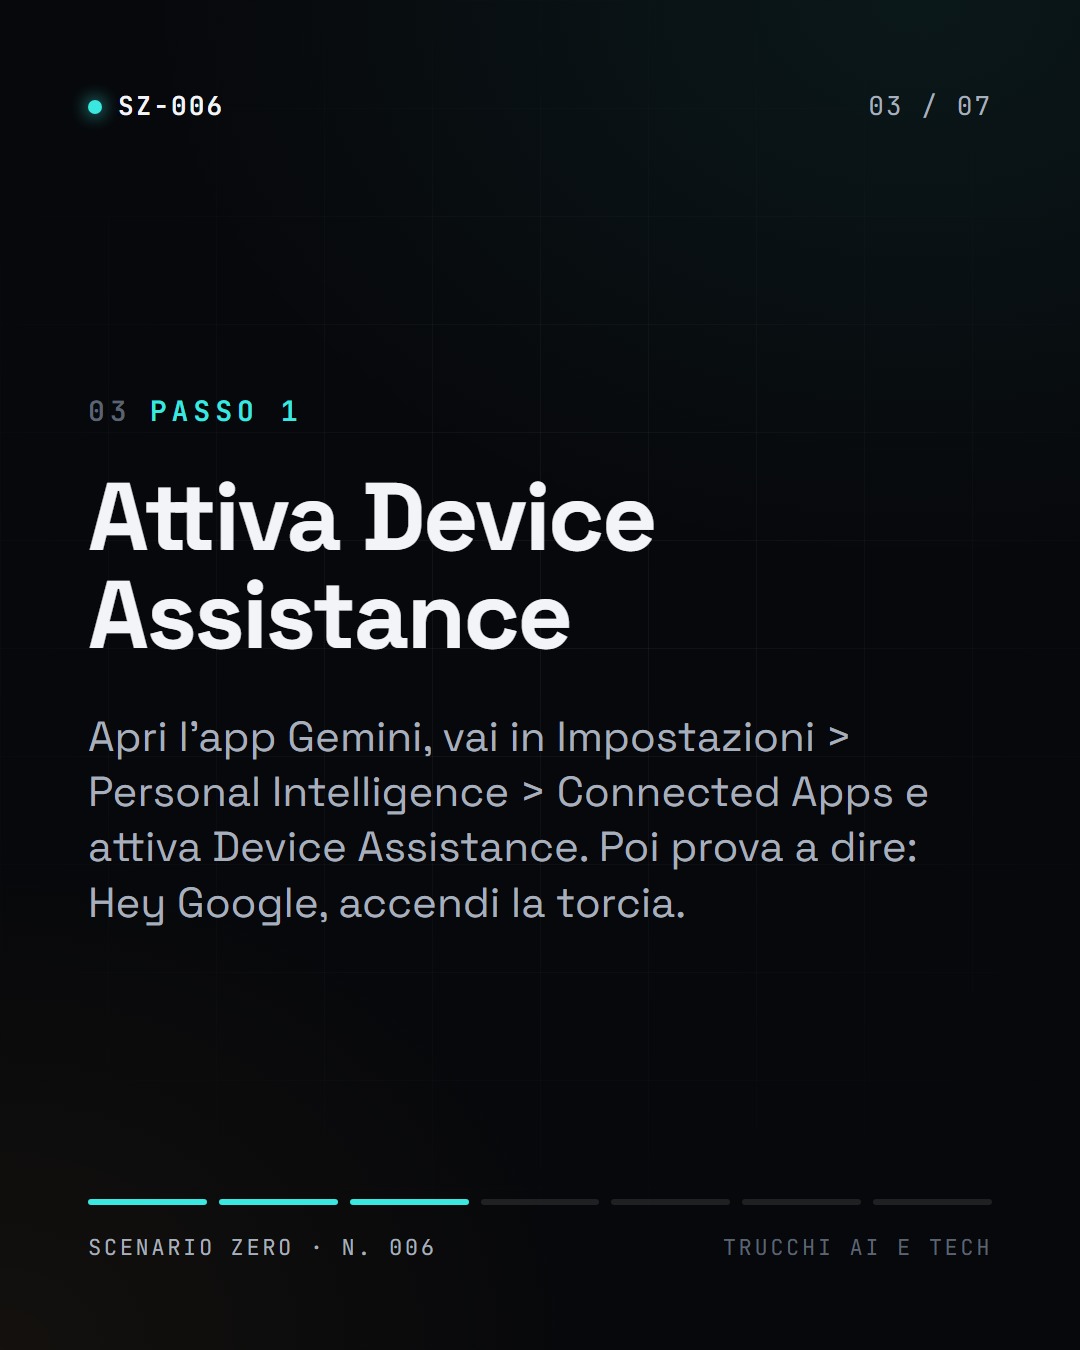 SZ-006
03 / 07
03 PASSO 1
Attiva Device
Assistance
Apri l’app Gemini, vai in Impostazioni >
Personal Intelligence > Connected Apps e
attiva Device Assistance. Poi prova a dire:
Hey Google, accendi la torcia.
SCENARIO ZERO · N. 006
TRUCCHI AI E TECH